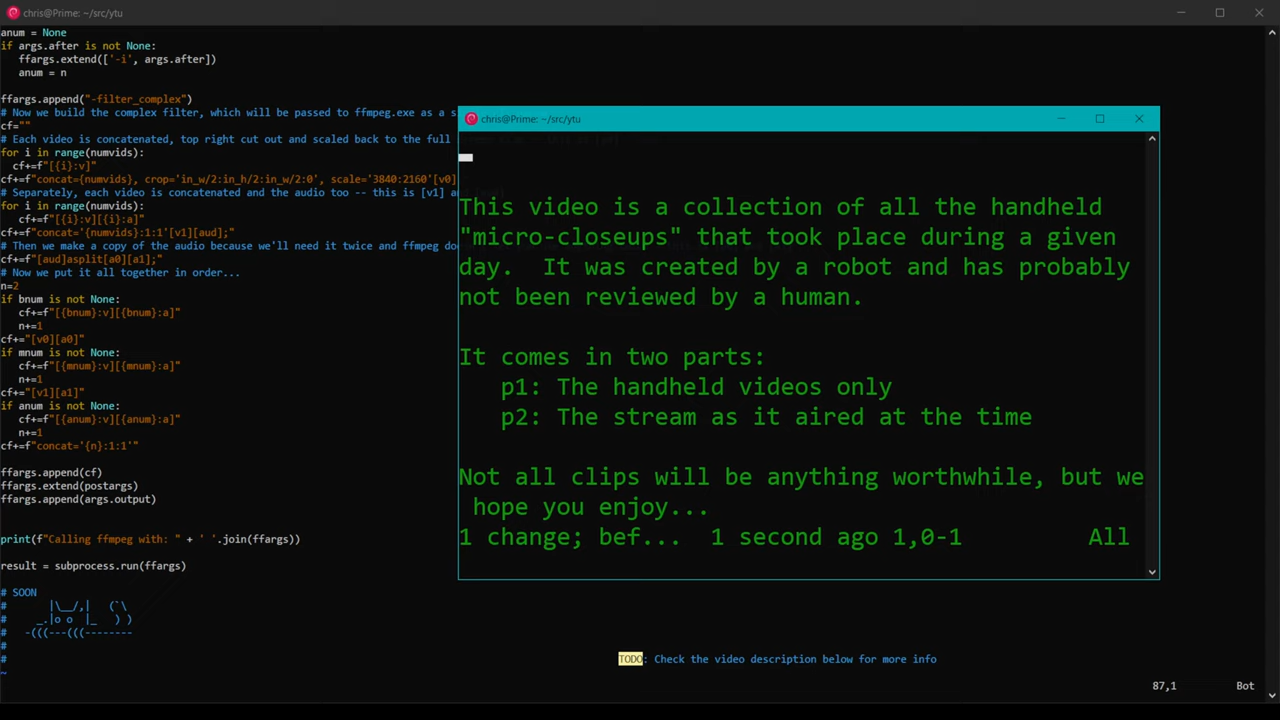 chris@Prime: ~/src/ytu
anum = None
if args.after is not None:
   ffargs.extend(['-i', args.after])
   anum = n
ffargs.append("-filter_complex")
# Now we build the complex filter, which will be passed to ffmpeg.exe as a s
cf=""
# Each video is concatenated, top right cut out and scaled back to the full
for i in range(numvids):
  cf+=f"[{i}:v]"
cf+=f"concat={numvids}, crop='in_w/2:in_h/2:in_w/2:0', scale='3840:2160'[v0]
# Separately, each video is concatenated and the audio too -- this is [v1] a
for i in range(numvids):
   cf+=f"[{i}:v][{i}:a]"
cf+=f"concat='{numvids}:1:1'[v1][aud];"
# Then we make a copy of the audio because we'll need it twice and ffmpeg do
cf+="[aud]asplit[a0][a1];"
# Now we put it all together in order...
n=2
if bnum is not None:
   cf+=f"[{bnum}:v][{bnum}:a]"
   n+=1
cf+="[v0][a0]"
if mnum is not None:
   cf+=f"[{mnum}:v][{mnum}:a]"
   n+=1
cf+="[v1][a1]"
if anum is not None:
   cf+=f"[{anum}:v][{anum}:a]"
   n+=1
cf+=f"concat='{n}:1:1'"
ffargs.append(cf)
ffargs.extend(postargs)
ffargs.append(args.output)
print(f"Calling ffmpeg with: " + ' '.join(ffargs))
result = subprocess.run(ffargs)
# SOON
#     |\__/,|   (`\
#   _.|o o  |_   ) )
#  -(((---(((--------
#
#
~
chris@Prime: ~/src/ytu
This video is a collection of all the handheld
"micro-closeups" that took place during a given
day.  It was created by a robot and has probably
not been reviewed by a human.
It comes in two parts:
   p1: The handheld videos only
   p2: The stream as it aired at the time
Not all clips will be anything worthwhile, but we
 hope you enjoy...
1 change; bef...  1 second ago 1,0-1         All
TODO: Check the video description below for more info
87,1          Bot